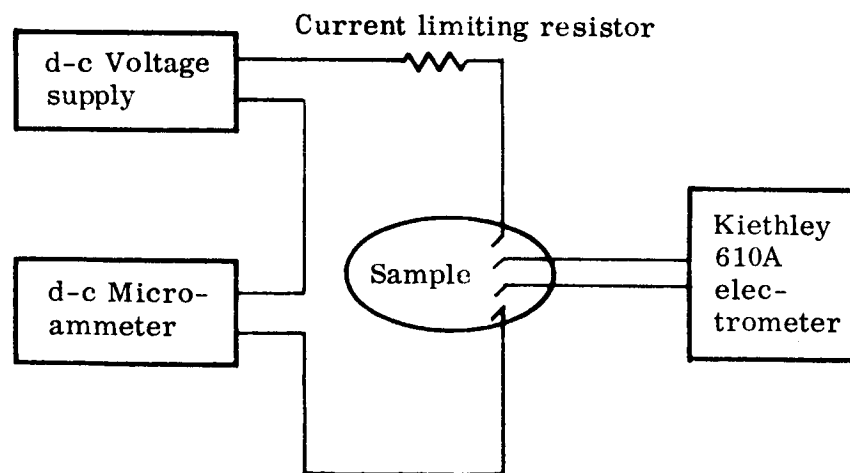 Current limiting resistor
d-c Voltage
supply
Sample
d-c Micro-
ammeter
Kiethley
610A
elec-
trometer